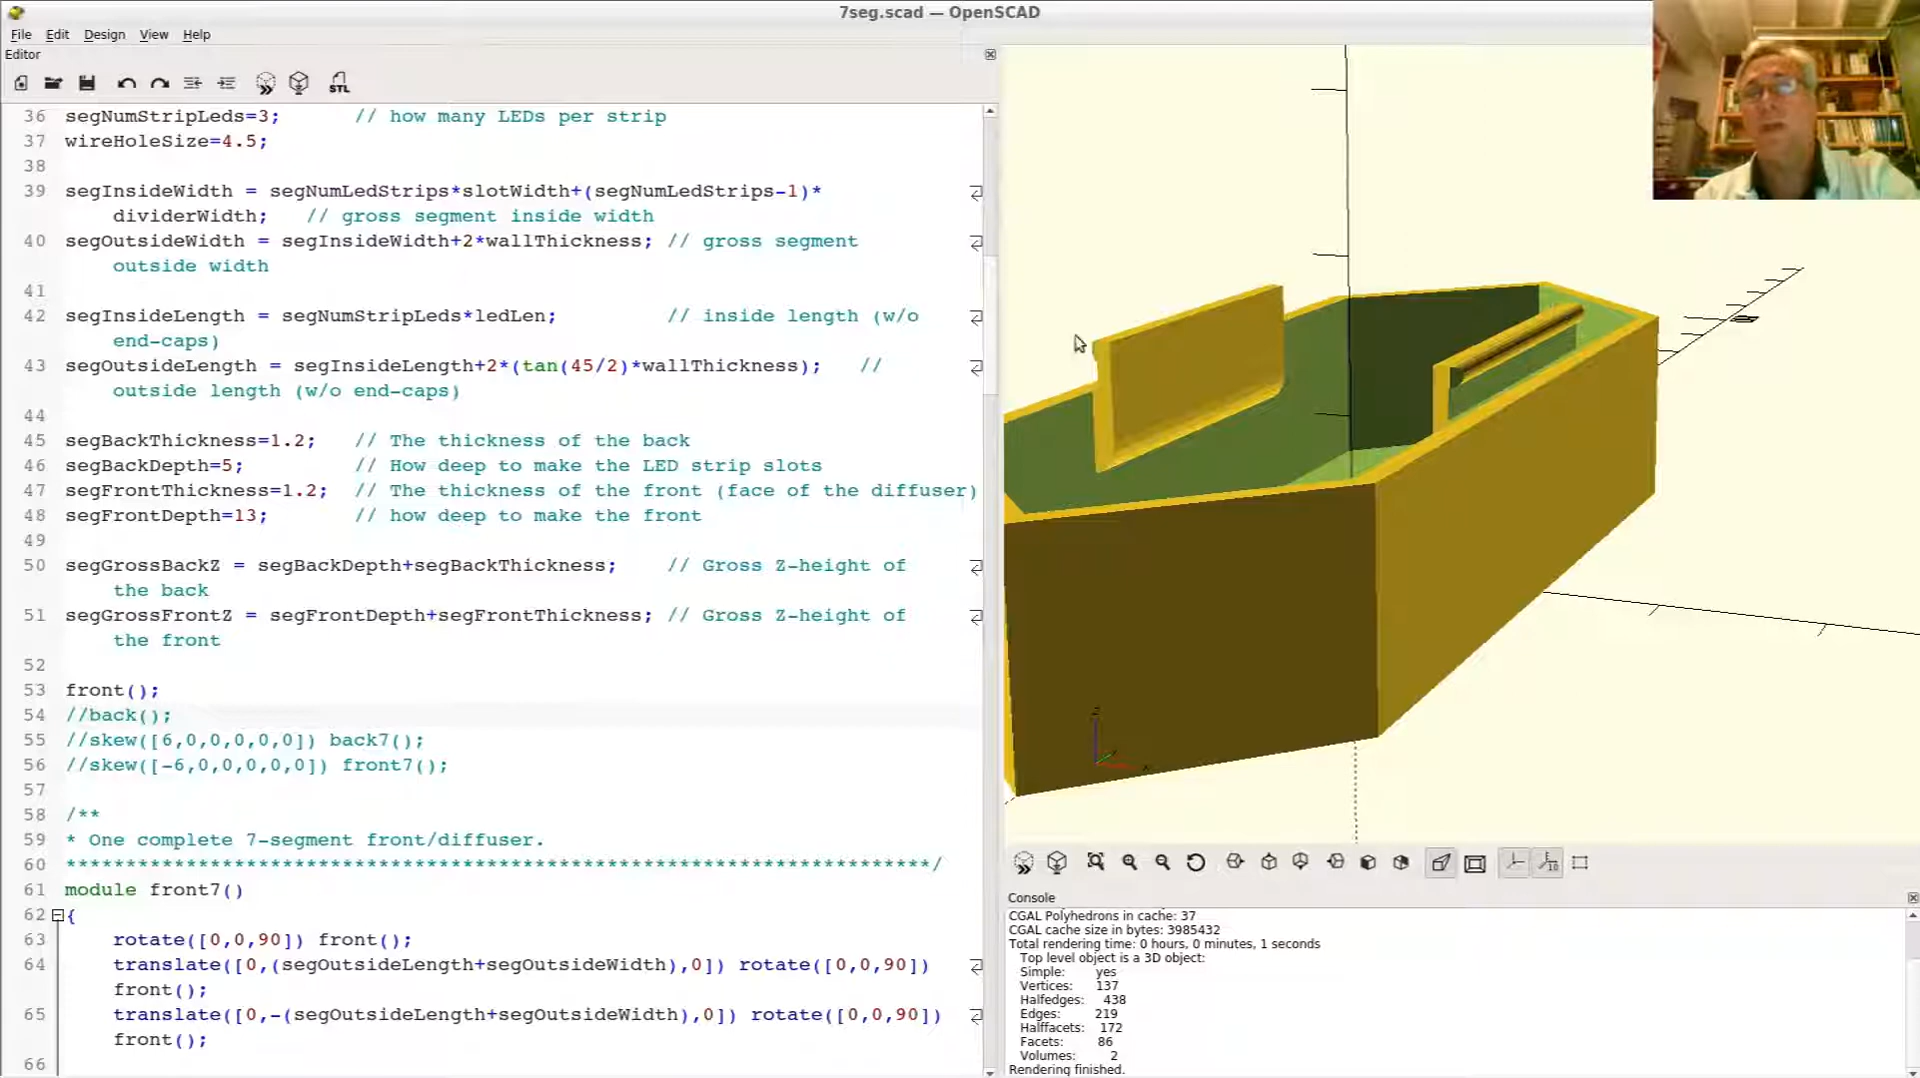 7seg.scad — OpenSCAD
File Edit Design View Help
Editor
STL
36 segNumStripLeds=3; // how many LEDs per strip
37 wireHoleSize=4.5;
38
39 segInsideWidth = segNumLedStrips*slotWidth+(segNumLedStrips-1)*
dividerWidth; // gross segment inside width
40 segOutsideWidth = segInsideWidth+2*wallThickness; // gross segment
outside width
41
42 segInsideLength = segNumStripLeds*ledLen; // inside length (w/o
end-caps)
43 segOutsideLength = segInsideLength+2*(tan(45/2)*wallThickness); //
outside length (w/o end-caps)
44
45 segBackThickness=1.2; // The thickness of the back
46 segBackDepth=5; // How deep to make the LED strip slots
47 segFrontThickness=1.2; // The thickness of the front (face of the diffuser)
48 segFrontDepth=13; // how deep to make the front
49
50 segGrossBackZ = segBackDepth+segBackThickness; // Gross Z-height of
the back
51 segGrossFrontZ = segFrontDepth+segFrontThickness; // Gross Z-height of
the front
52
53 front();
54 //back();
55 //skew([6,0,0,0,0,0]) back7();
56 //skew([-6,0,0,0,0,0]) front7();
57
58 /**
59 * One complete 7-segment front/diffuser.
60 ************************************************************************/
61 module front7()
62 {
63 rotate([0,0,90]) front();
64 translate([0,(segOutsideLength+segOutsideWidth),0]) rotate([0,0,90])
front();
65 translate([0,-(segOutsideLength+segOutsideWidth),0]) rotate([0,0,90])
front();
66
Console
CGAL Polyhedrons in cache: 37
CGAL cache size in bytes: 3985432
Total rendering time: 0 hours, 0 minutes, 1 seconds
Top level object is a 3D object:
Simple: yes
Vertices: 137
Halfedges: 438
Edges: 219
Halffacets: 172
Facets: 86
Volumes: 2
Rendering finished.